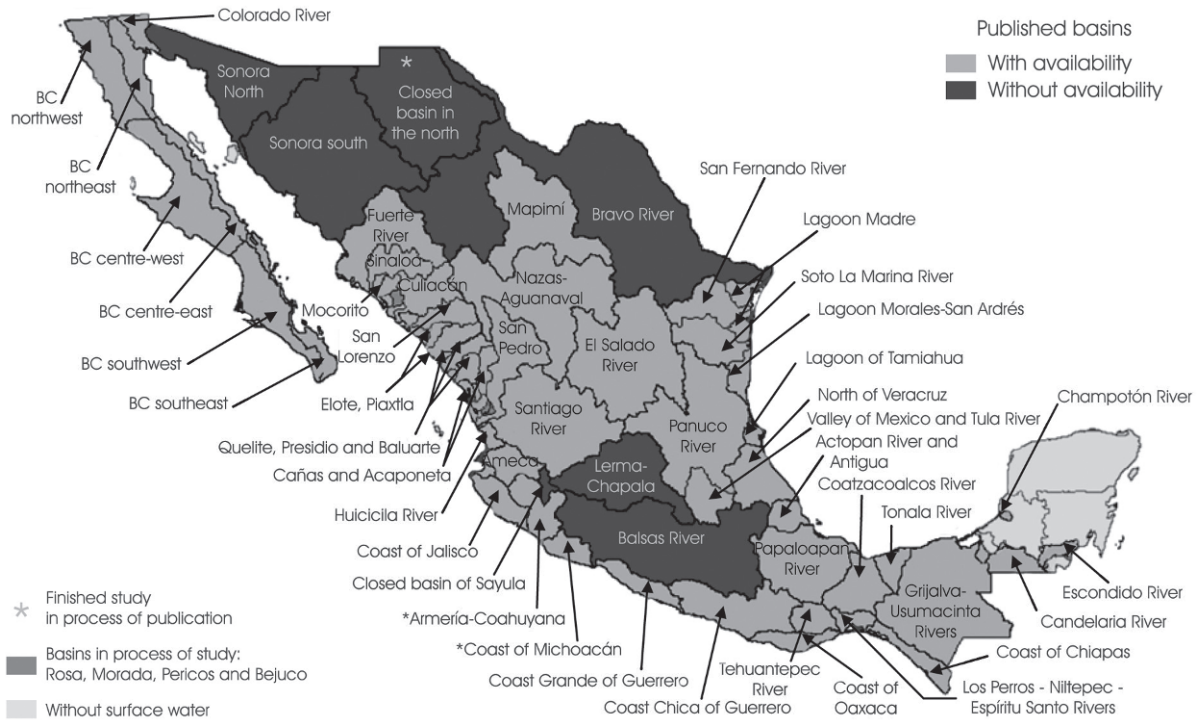 Colorado River
Published basins
With availability
Without availability
BC
northwest
BC
northeast
Sonora
North
*
Closed
basin in
the north
Sonora south
San Fernando River
Bravo River
Mapimí
Lagoon Madre
Fuerte
River
Sinaloa
Culiacán
Nazas-
Aguanaval
Soto La Marina River
BC centre-west
BC centre-east
Mocorito
San
Lorenzo
San
Pedro
El Salado
River
Lagoon Morales-San Ardrés
BC southwest
BC southeast
Elote, Piaxtla
Lagoon of Tamiahua
North of Veracruz
Valley of Mexico and Tula River
Champotón River
Quelite, Presidio and Baluarte
Santiago
River
Panuco
River
Actopan River and
Antigua
Cañas and Acaponeta
Ameca
Lerma-
Chapala
Coatzacoalcos River
Tonala River
Huicicila River
Coast of Jalisco
Balsas River
Papaloapan
River
Closed basin of Sayula
*Armería-Coahuyana
*Coast of Michoacán
Grijalva-
Usumacinta
Rivers
Escondido River
Candelaria River
Coast of Chiapas
Coast Grande of Guerrero
Coast Chica of Guerrero
Tehuantepec
River
Coast of
Oaxaca
Los Perros - Niltepec -
Espíritu Santo Rivers
* Finished study
in process of publication
Basins in process of study:
Rosa, Morada, Pericos and Bejuco
Without surface water